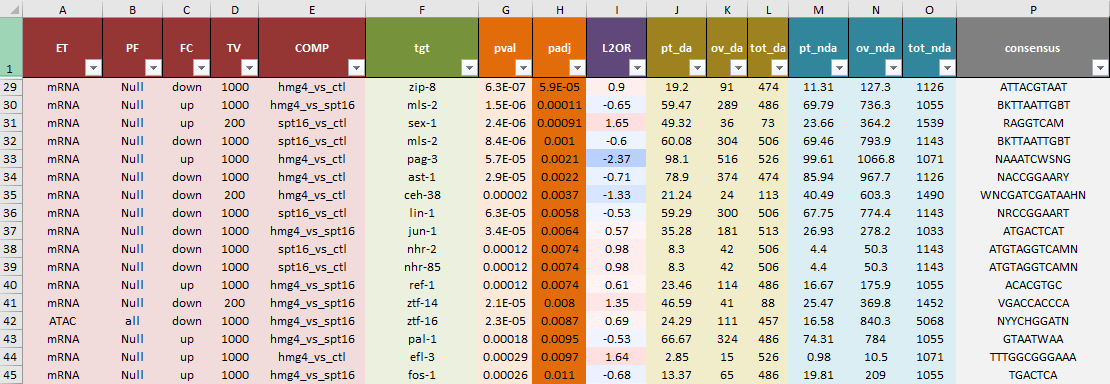 A B C D E F G H I J K L M N O P
1 ET PF FC TV COMP tgt pval padj L2OR pt_da ov_da tot_da pt_nda ov_nda tot_nda consensus
29 mRNA Null down 1000 hmg4_vs_ctl zip-8 6.3E-07 5.9E-05 0.9 19.2 91 474 11.31 127.3 1126 ATTACGTAAT
30 mRNA Null up 1000 hmg4_vs_spt16 mls-2 1.5E-06 0.00011 -0.65 59.47 289 486 69.79 736.3 1055 BKTTAATTGBT
31 mRNA Null up 200 spt16_vs_ctl sex-1 2.4E-06 0.00091 1.65 49.32 36 73 23.66 364.2 1539 RAGGTCAM
32 mRNA Null down 1000 spt16_vs_ctl mls-2 8.4E-06 0.001 -0.6 60.08 304 506 69.46 793.9 1143 BKTTAATTGBT
33 mRNA Null up 1000 hmg4_vs_ctl pag-3 5.7E-05 0.0021 -2.37 98.1 516 526 99.61 1066.8 1071 NAAATCWSNG
34 mRNA Null down 1000 hmg4_vs_ctl ast-1 2.9E-05 0.0022 -0.71 78.9 374 474 85.94 967.7 1126 NACCGGAARY
35 mRNA Null down 200 hmg4_vs_ctl ceh-38 0.00002 0.0037 -1.33 21.24 24 113 40.49 603.3 1490 WNCGATCGATAAHN
36 mRNA Null down 1000 spt16_vs_ctl lin-1 6.3E-05 0.0058 -0.53 59.29 300 506 67.75 774.4 1143 NRCCGGAART
37 mRNA Null down 1000 hmg4_vs_spt16 jun-1 3.4E-05 0.0064 0.57 35.28 181 513 26.93 278.2 1033 ATGACTCAT
38 mRNA Null down 1000 spt16_vs_ctl nhr-2 0.00012 0.0074 0.98 8.3 42 506 4.4 50.3 1143 ATGTAGGTCAMN
39 mRNA Null down 1000 spt16_vs_ctl nhr-85 0.00012 0.0074 0.98 8.3 42 506 4.4 50.3 1143 ATGTAGGTCAMN
40 mRNA Null up 1000 hmg4_vs_spt16 ref-1 0.00012 0.0074 0.61 23.46 114 486 16.67 175.9 1055 ACACGTGC
41 mRNA Null down 200 hmg4_vs_spt16 ztf-14 2.1E-05 0.008 1.35 46.59 41 88 25.47 369.8 1452 VGACCACCCA
42 ATAC all down 1000 hmg4_vs_spt16 ztf-16 2.3E-05 0.0087 0.69 24.29 111 457 16.58 840.3 5068 NYYCHGGATN
43 mRNA Null up 1000 hmg4_vs_spt16 pal-1 0.00018 0.0095 -0.53 66.67 324 486 74.31 784 1055 GTAATWAA
44 mRNA Null up 1000 hmg4_vs_ctl efl-3 0.00029 0.0097 1.64 2.85 15 526 0.98 10.5 1071 TTTGGCGGGAAA
45 mRNA Null up 1000 hmg4_vs_spt16 fos-1 0.00026 0.011 -0.68 13.37 65 486 19.81 209 1055 TGACTCA